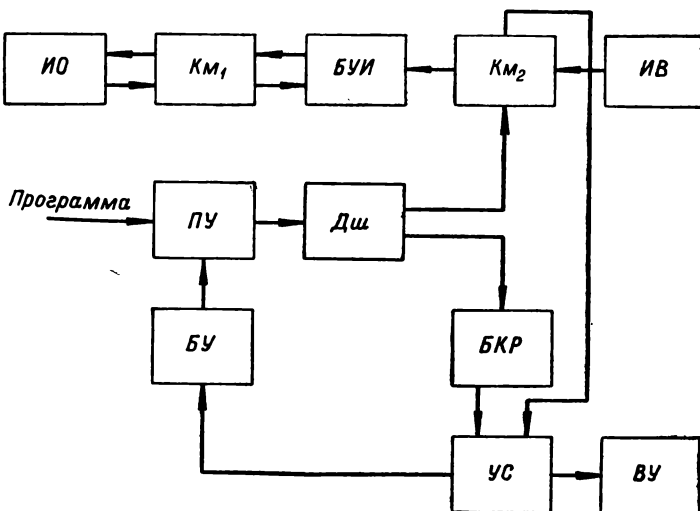 ИО Км₁ БУИ Км₂ ИВ
Программа ПУ Дш
БУ БКР
УС ВУ